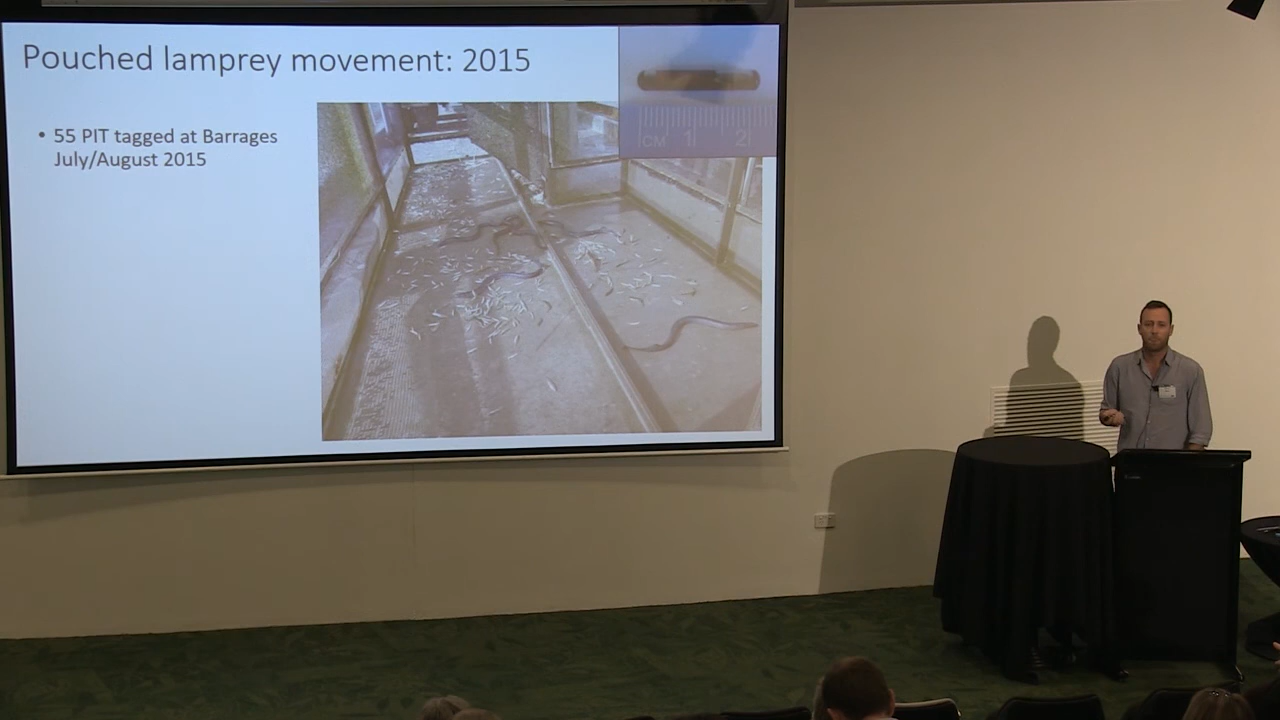 Pouched lamprey movement: 2015
• 55 PIT tagged at Barrages
July/August 2015
CM 1 2